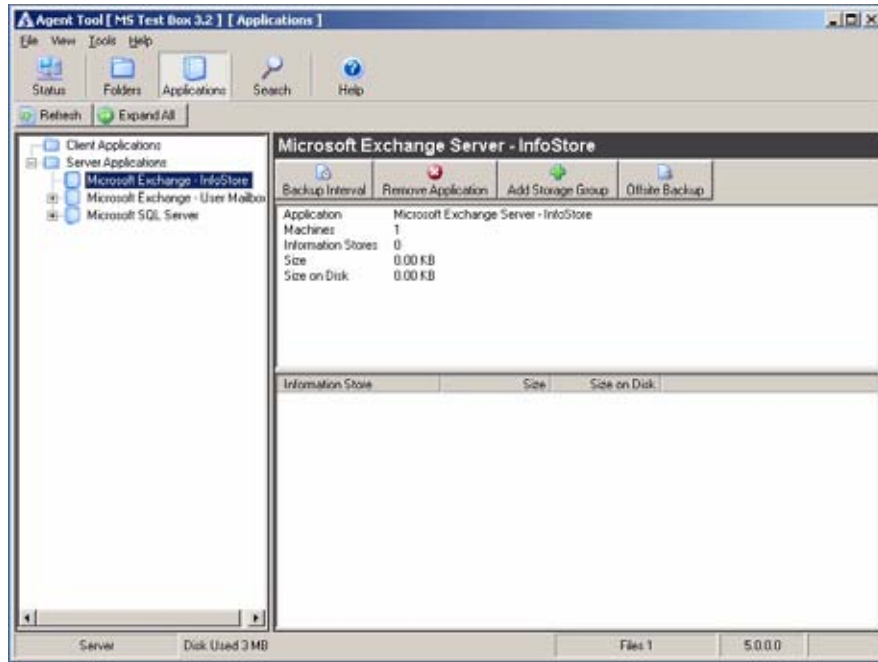 Agent Tool [ MS Test Box 3.2 ] [ Applications ]
File View Tools Help
Status Folders Applications Search Help
Refresh Expand All
Client Applications
Server Applications
Microsoft Exchange - InfoStore
Microsoft Exchange - User Mailbox
Microsoft SQL Server
Microsoft Exchange Server - InfoStore
Backup Interval Remove Application Add Storage Group Offsite Backup
Application Microsoft Exchange Server - InfoStore
Machines 1
Information Stores 0
Size 0.00 KB
Size on Disk 0.00 KB
Information Store Size Size on Disk
Server Disk Used 3 MB Files 1 5.0.0.0